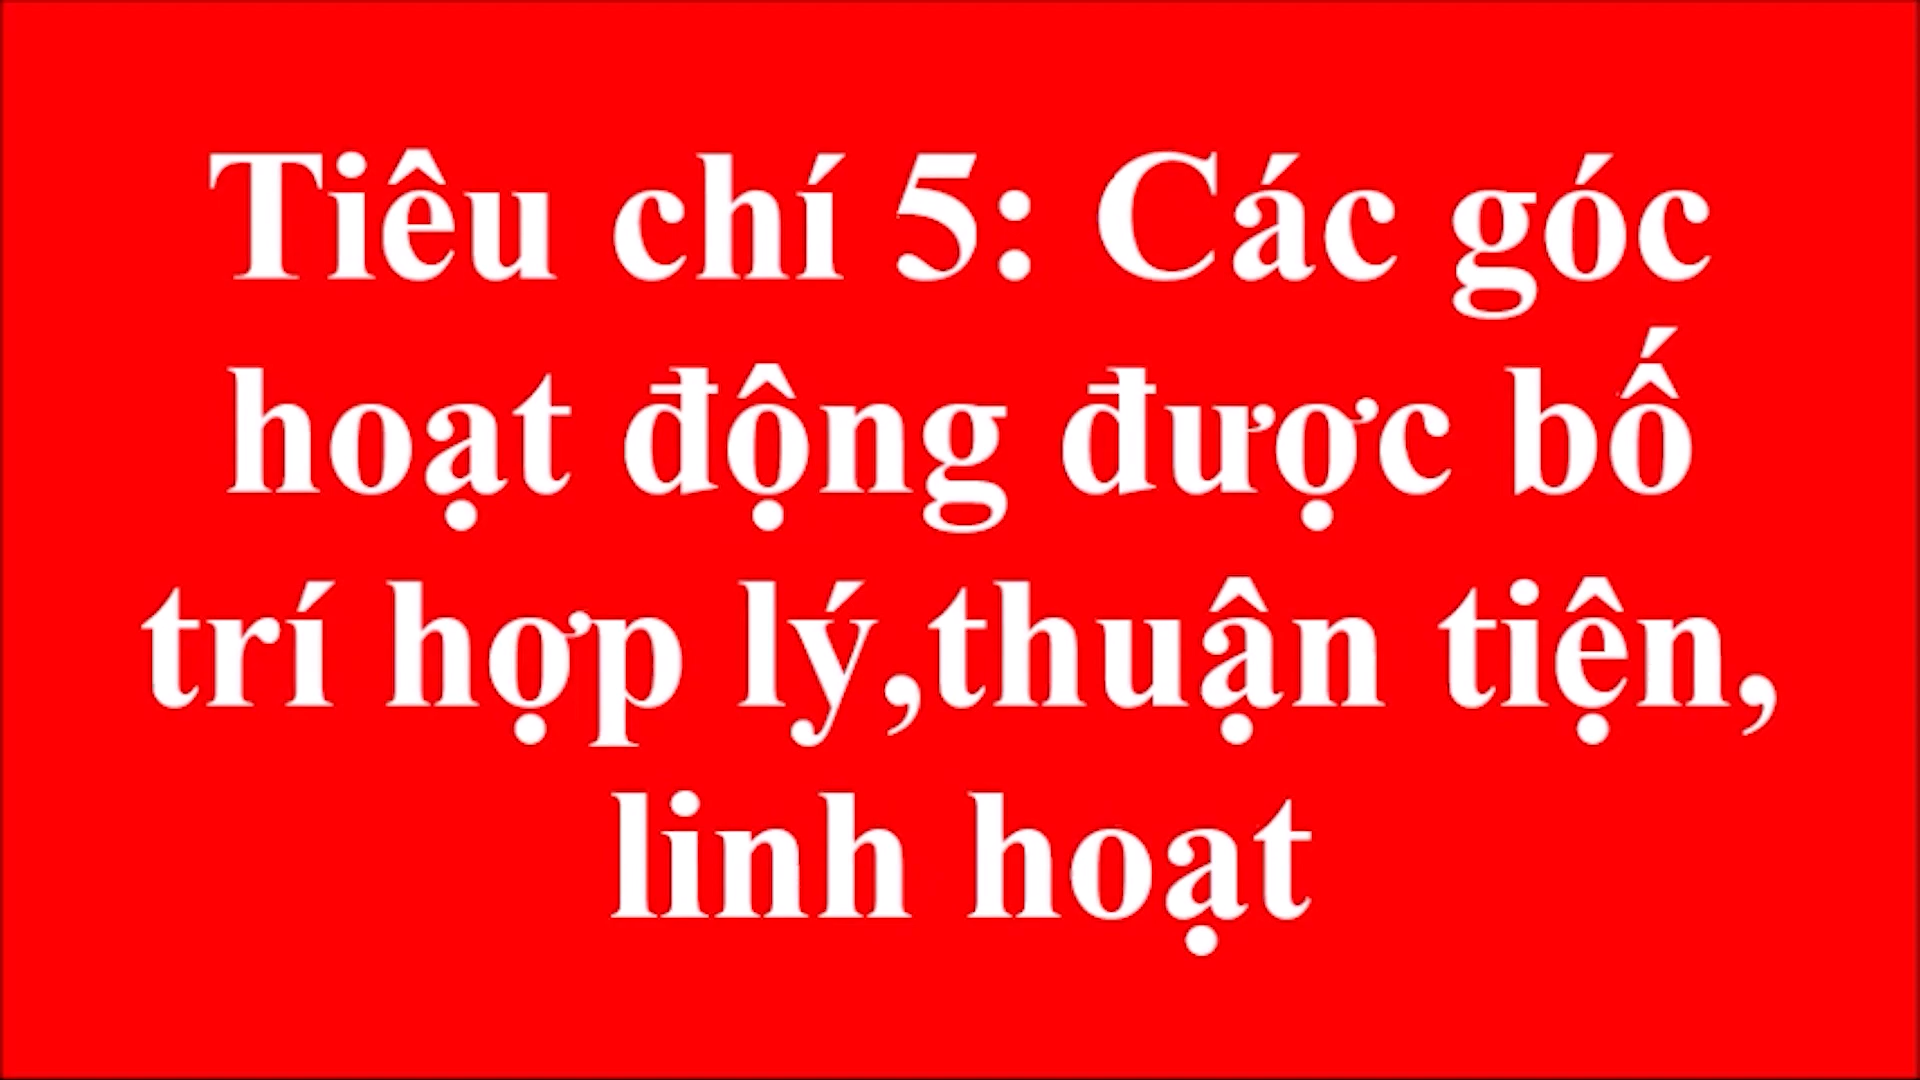 Tiêu chí 5: Các góc
hoạt động được bố
trí hợp lý,thuận tiện,
linh hoạt